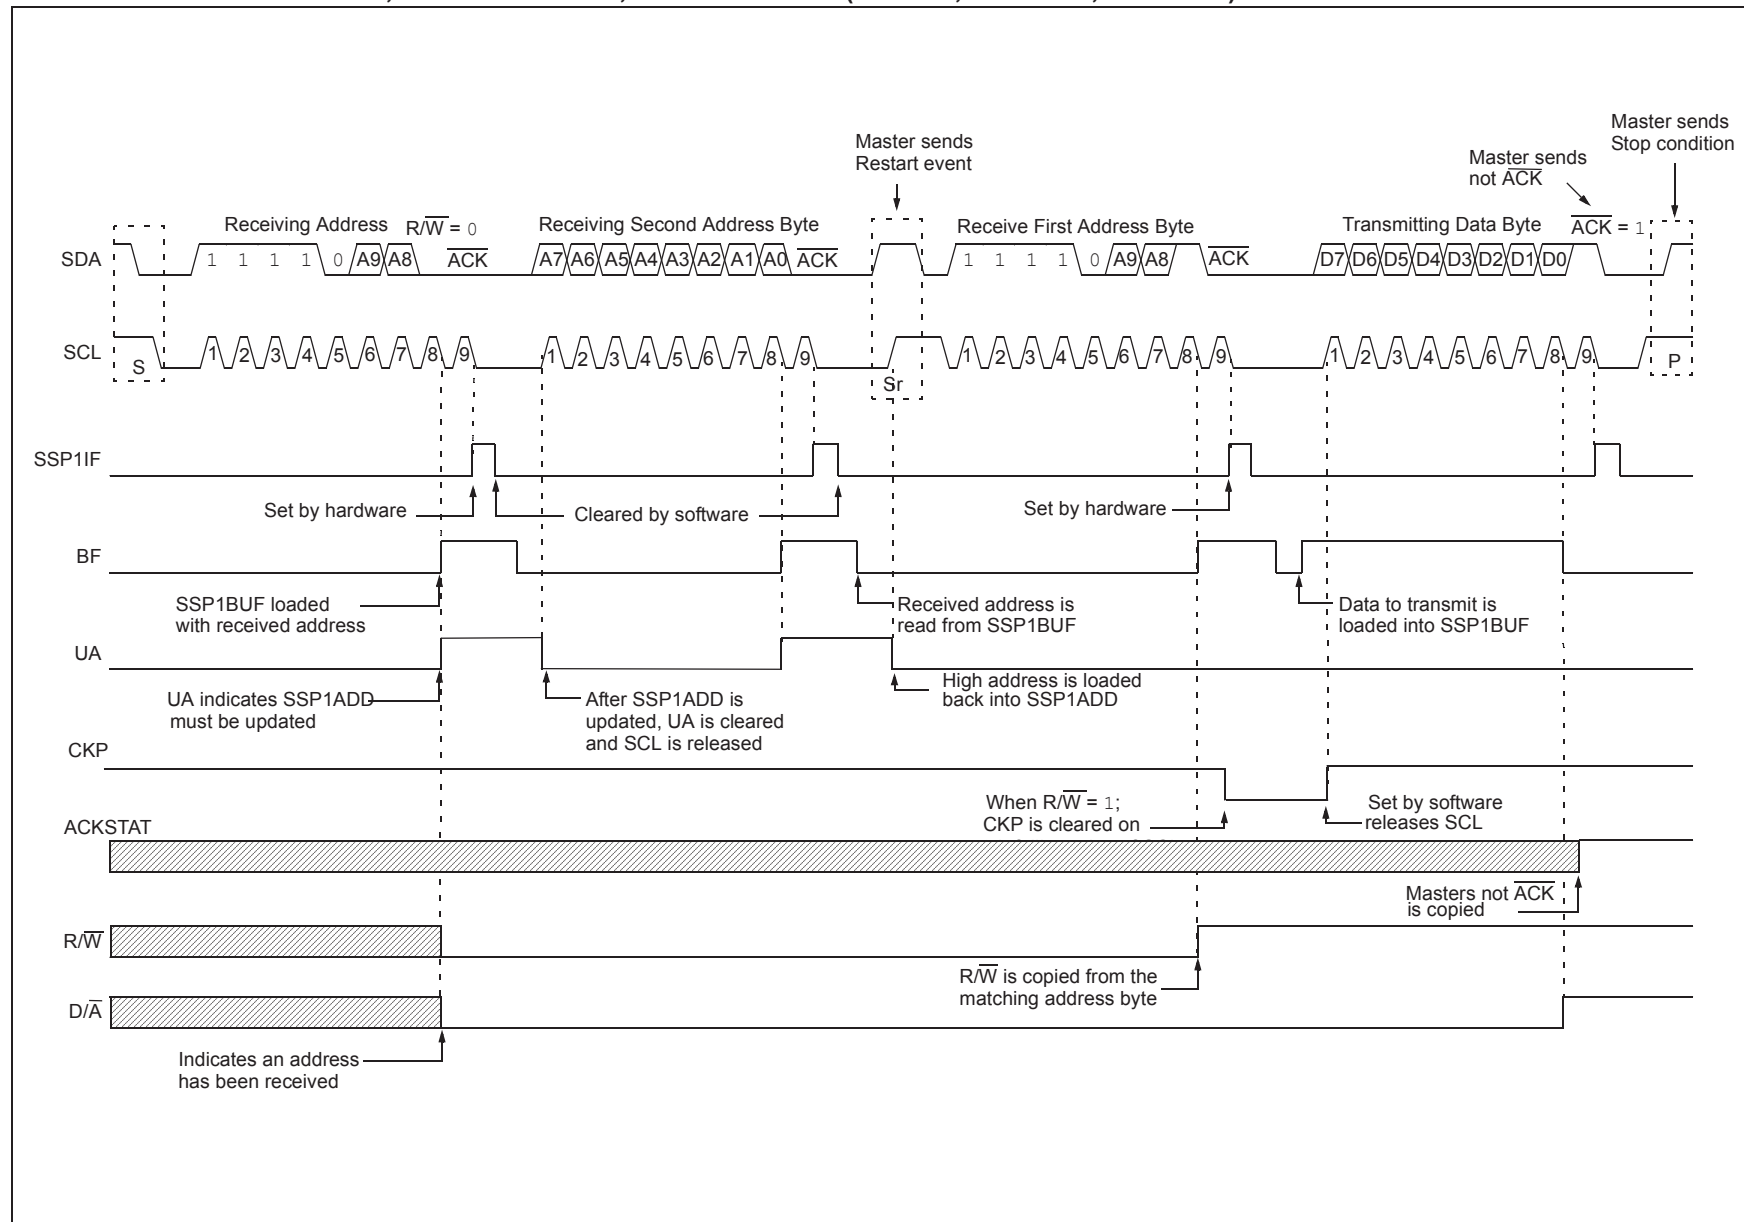 Master sends
Restart event
Master sends
not A̅C̅K̅
Master sends
Stop condition
Receiving Address R/W̅ = 0
Receiving Second Address Byte
Receive First Address Byte
Transmitting Data Byte
A̅C̅K̅ = 1
SDA 1 1 1 1 0 A9 A8 A̅C̅K̅ A7 A6 A5 A4 A3 A2 A1 A0 A̅C̅K̅ 1 1 1 1 0 A9 A8 A̅C̅K̅ D7 D6 D5 D4 D3 D2 D1 D0
SCL S 1 2 3 4 5 6 7 8 9 1 2 3 4 5 6 7 8 9 Sr 1 2 3 4 5 6 7 8 9 1 2 3 4 5 6 7 8 9 P
SSP1IF
Set by hardware
Cleared by software
Set by hardware
BF
SSP1BUF loaded
with received address
Received address is
read from SSP1BUF
Data to transmit is
loaded into SSP1BUF
UA
UA indicates SSP1ADD
must be updated
After SSP1ADD is
updated, UA is cleared
and SCL is released
High address is loaded
back into SSP1ADD
CKP
When R/W̅ = 1;
CKP is cleared on
Set by software
releases SCL
ACKSTAT
Masters not A̅C̅K̅
is copied
R/W̅
R/W̅ is copied from the
matching address byte
D/A̅
Indicates an address
has been received